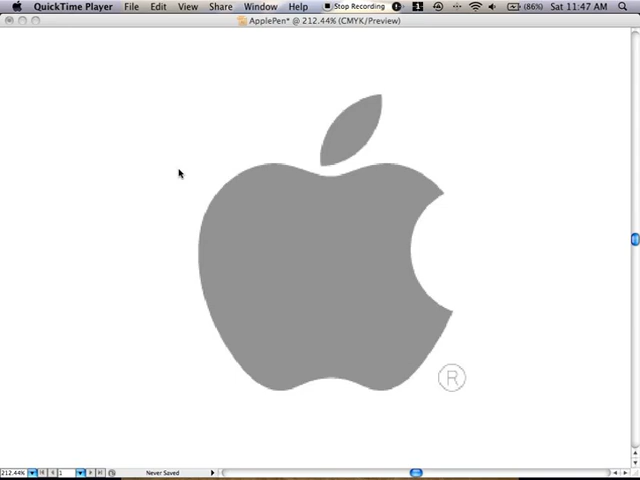 QuickTime Player File Edit View Share Window Help Stop Recording (86%) Sat 11:47 AM
ApplePen* @ 212.44% (CMYK/Preview)
®
212.44% 1 Never Saved